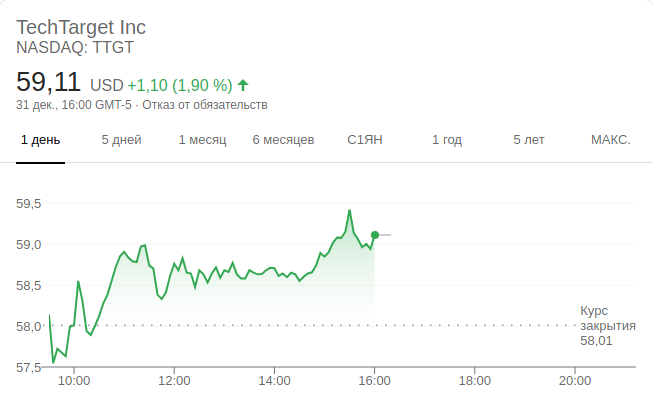 TechTarget Inc
NASDAQ: TTGT
59,11 USD +1,10 (1,90 %)
31 дек., 16:00 GMT-5 · Отказ от обязательств
1 день 5 дней 1 месяц 6 месяцев С1ЯН 1 год 5 лет МАКС.
59,5
59,0
58,5
Курс
58,0 закрытия
58,01
57,5
10:00 12:00 14:00 16:00 18:00 20:00